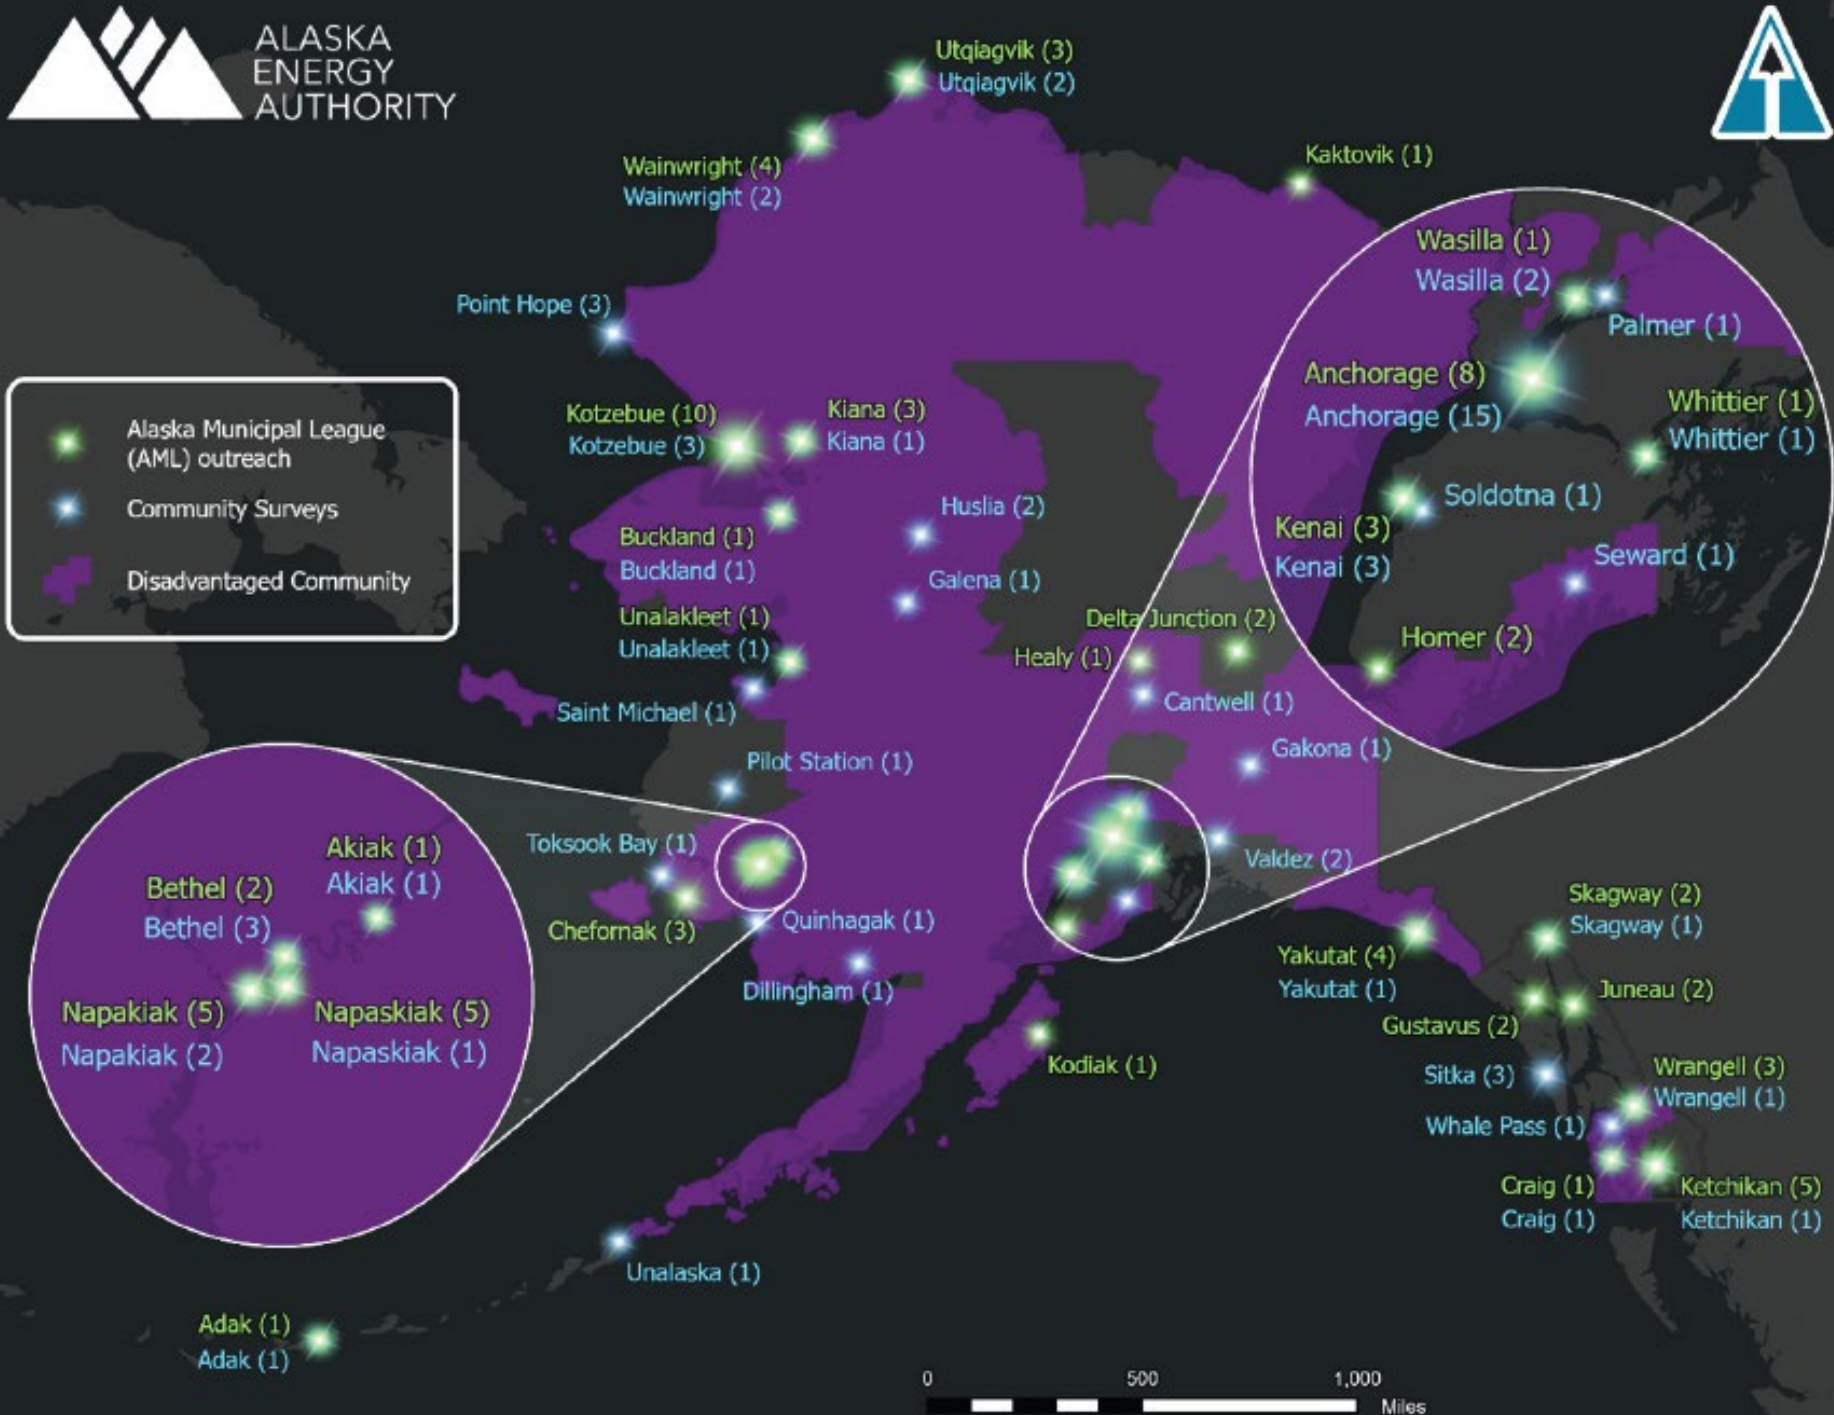 ALASKA
ENERGY
AUTHORITY
Utqiagvik (3)
Utqiagvik (2)
Wainwright (4)
Wainwright (2)
Kaktovik (1)
Point Hope (3)
Kotzebue (10)
Kotzebue (3)
Kiana (3)
Kiana (1)
Buckland (1)
Buckland (1)
Huslia (2)
Galena (1)
Unalakleet (1)
Unalakleet (1)
Saint Michael (1)
Delta Junction (2)
Healy (1)
Cantwell (1)
Gakona (1)
Pilot Station (1)
Toksook Bay (1)
Chefornak (3)
Quinhagak (1)
Dillingham (1)
Valdez (2)
Kodiak (1)
Unalaska (1)
Adak (1)
Adak (1)
Alaska Municipal League
(AML) outreach
Community Surveys
Disadvantaged Community
Akiak (1)
Akiak (1)
Bethel (2)
Bethel (3)
Napakiak (5)
Napakiak (2)
Napaskiak (5)
Napaskiak (1)
Wasilla (1)
Wasilla (2)
Palmer (1)
Anchorage (8)
Anchorage (15)
Whittier (1)
Whittier (1)
Soldotna (1)
Kenai (3)
Kenai (3)
Seward (1)
Homer (2)
Skagway (2)
Skagway (1)
Yakutat (4)
Yakutat (1)
Juneau (2)
Gustavus (2)
Sitka (3)
Wrangell (3)
Wrangell (1)
Whale Pass (1)
Craig (1)
Craig (1)
Ketchikan (5)
Ketchikan (1)
0 500 1,000
Miles